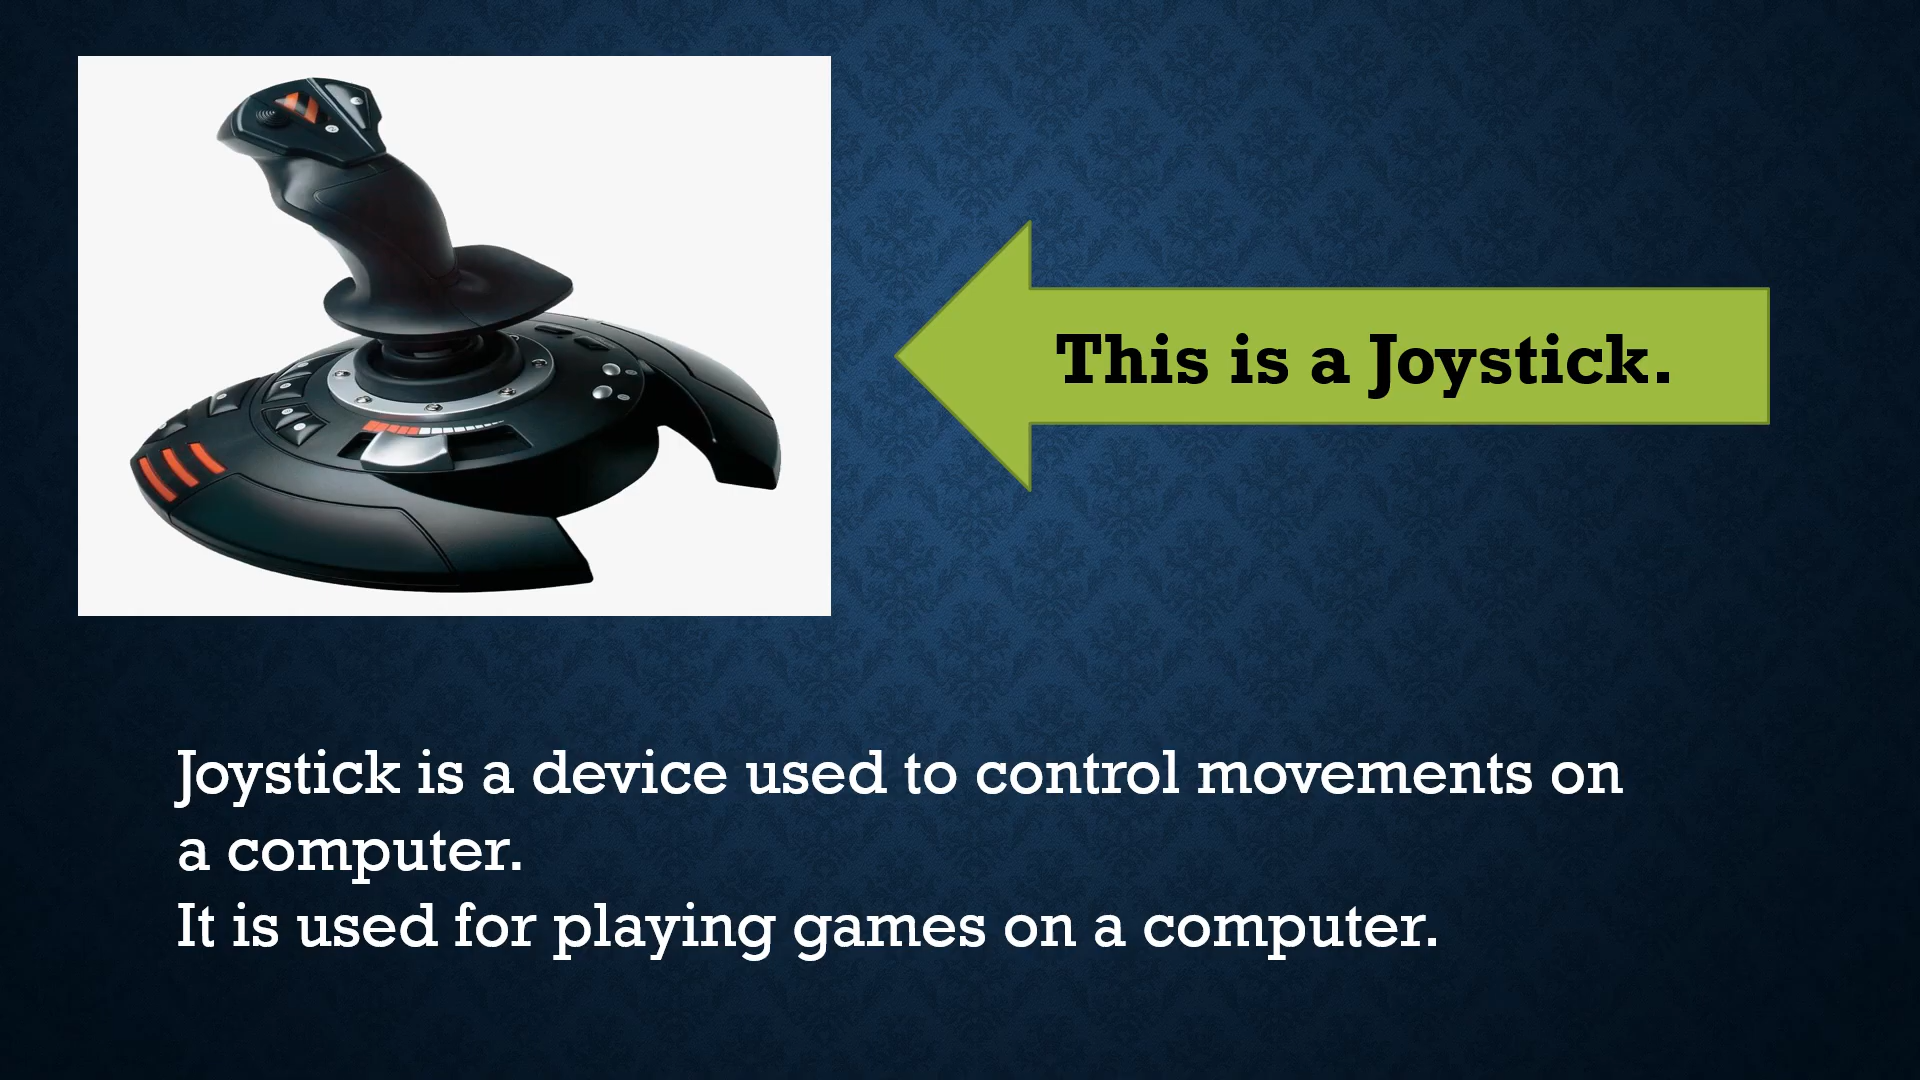 This is a Joystick.
Joystick is a device used to control movements on
a computer.
It is used for playing games on a computer.